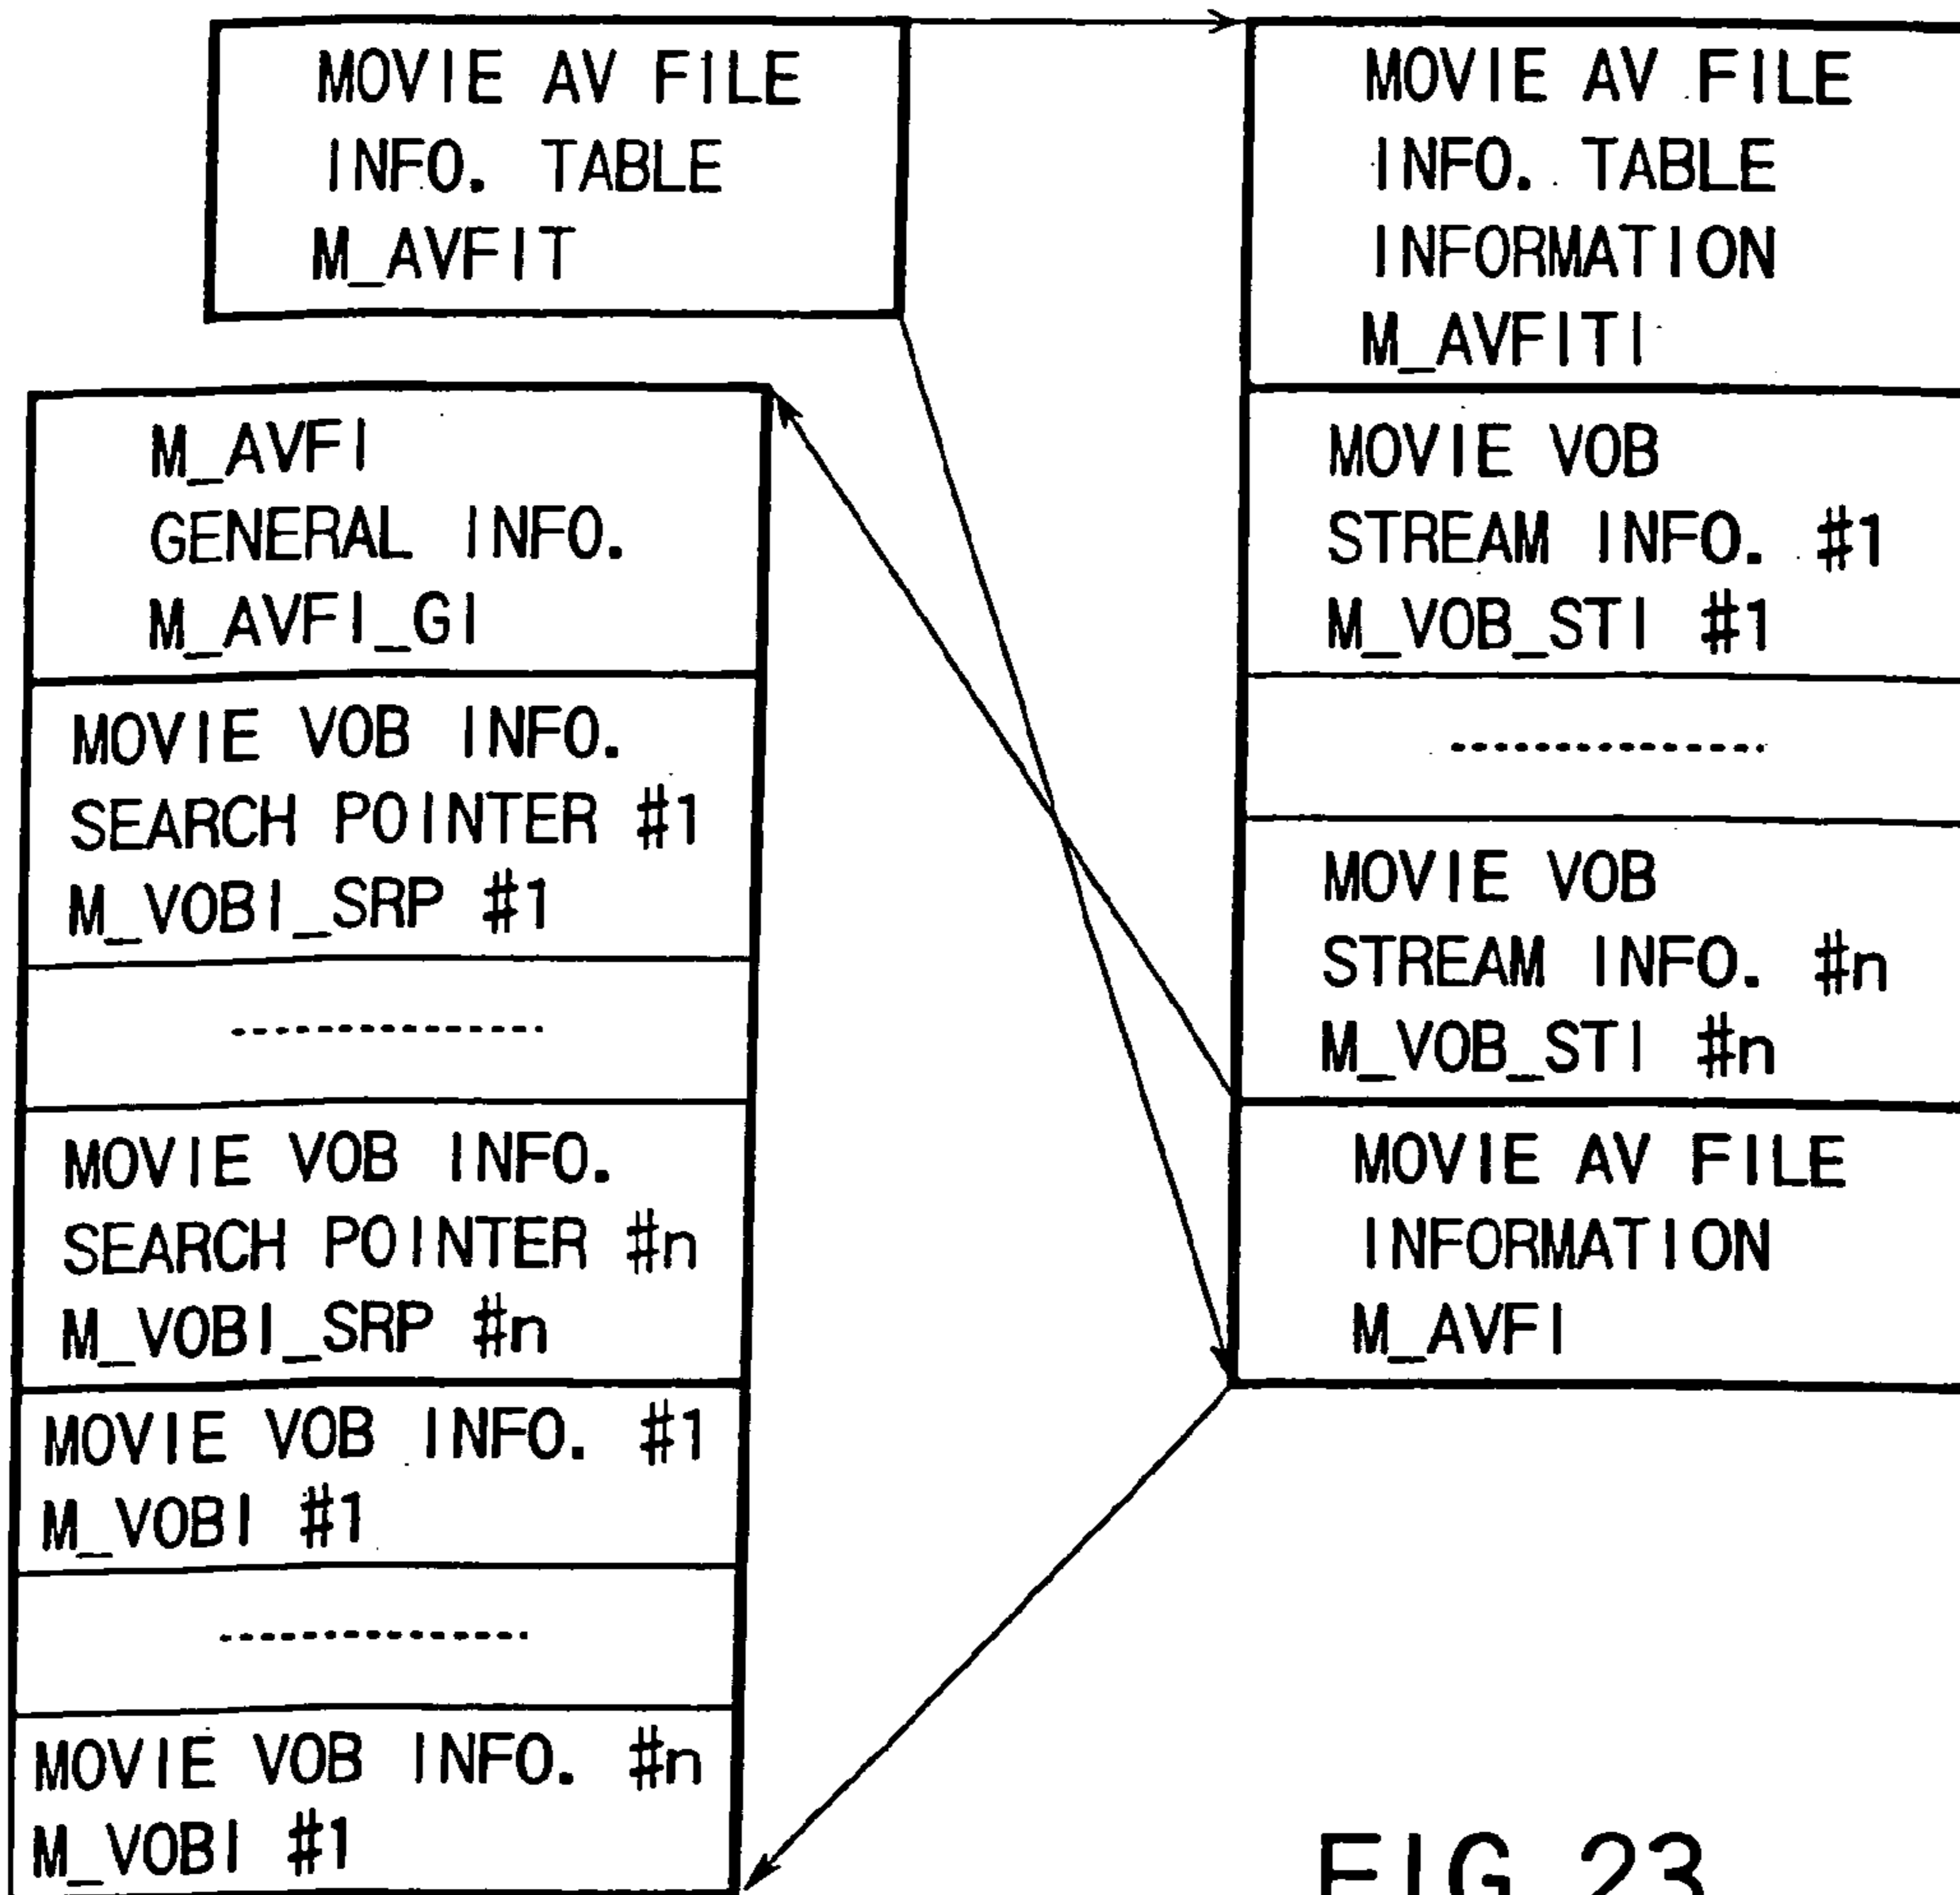 MOVIE AV FILE
INFO. TABLE
M_AVFIT
MOVIE AV FILE
INFO. TABLE
INFORMATION
M_AVFITI
MOVIE VOB
STREAM INFO. #1
M_VOB_STI #1
MOVIE VOB
STREAM INFO. #n
M_VOB_STI #n
MOVIE AV FILE
INFORMATION
M_AVFI
M_AVFI
GENERAL INFO.
M_AVFI_GI
MOVIE VOB INFO.
SEARCH POINTER #1
M_VOBI_SRP #1
MOVIE VOB INFO.
SEARCH POINTER #n
M_VOBI_SRP #n
MOVIE VOB INFO. #1
M_VOBI #1
MOVIE VOB INFO. #n
M_VOBI #1
FIG 23